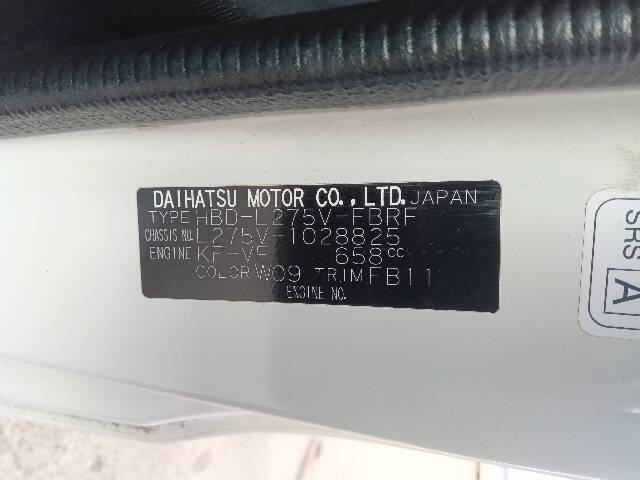 DAIHATSU MOTOR CO.,LTD. JAPAN
TYPE HBD-L275V-FBRF
CHASSIS NO. L275V-1028825
ENGINE KF-VE 658cc
COLOR W09 TRIM FB11
ENGINE NO.
SRS
A